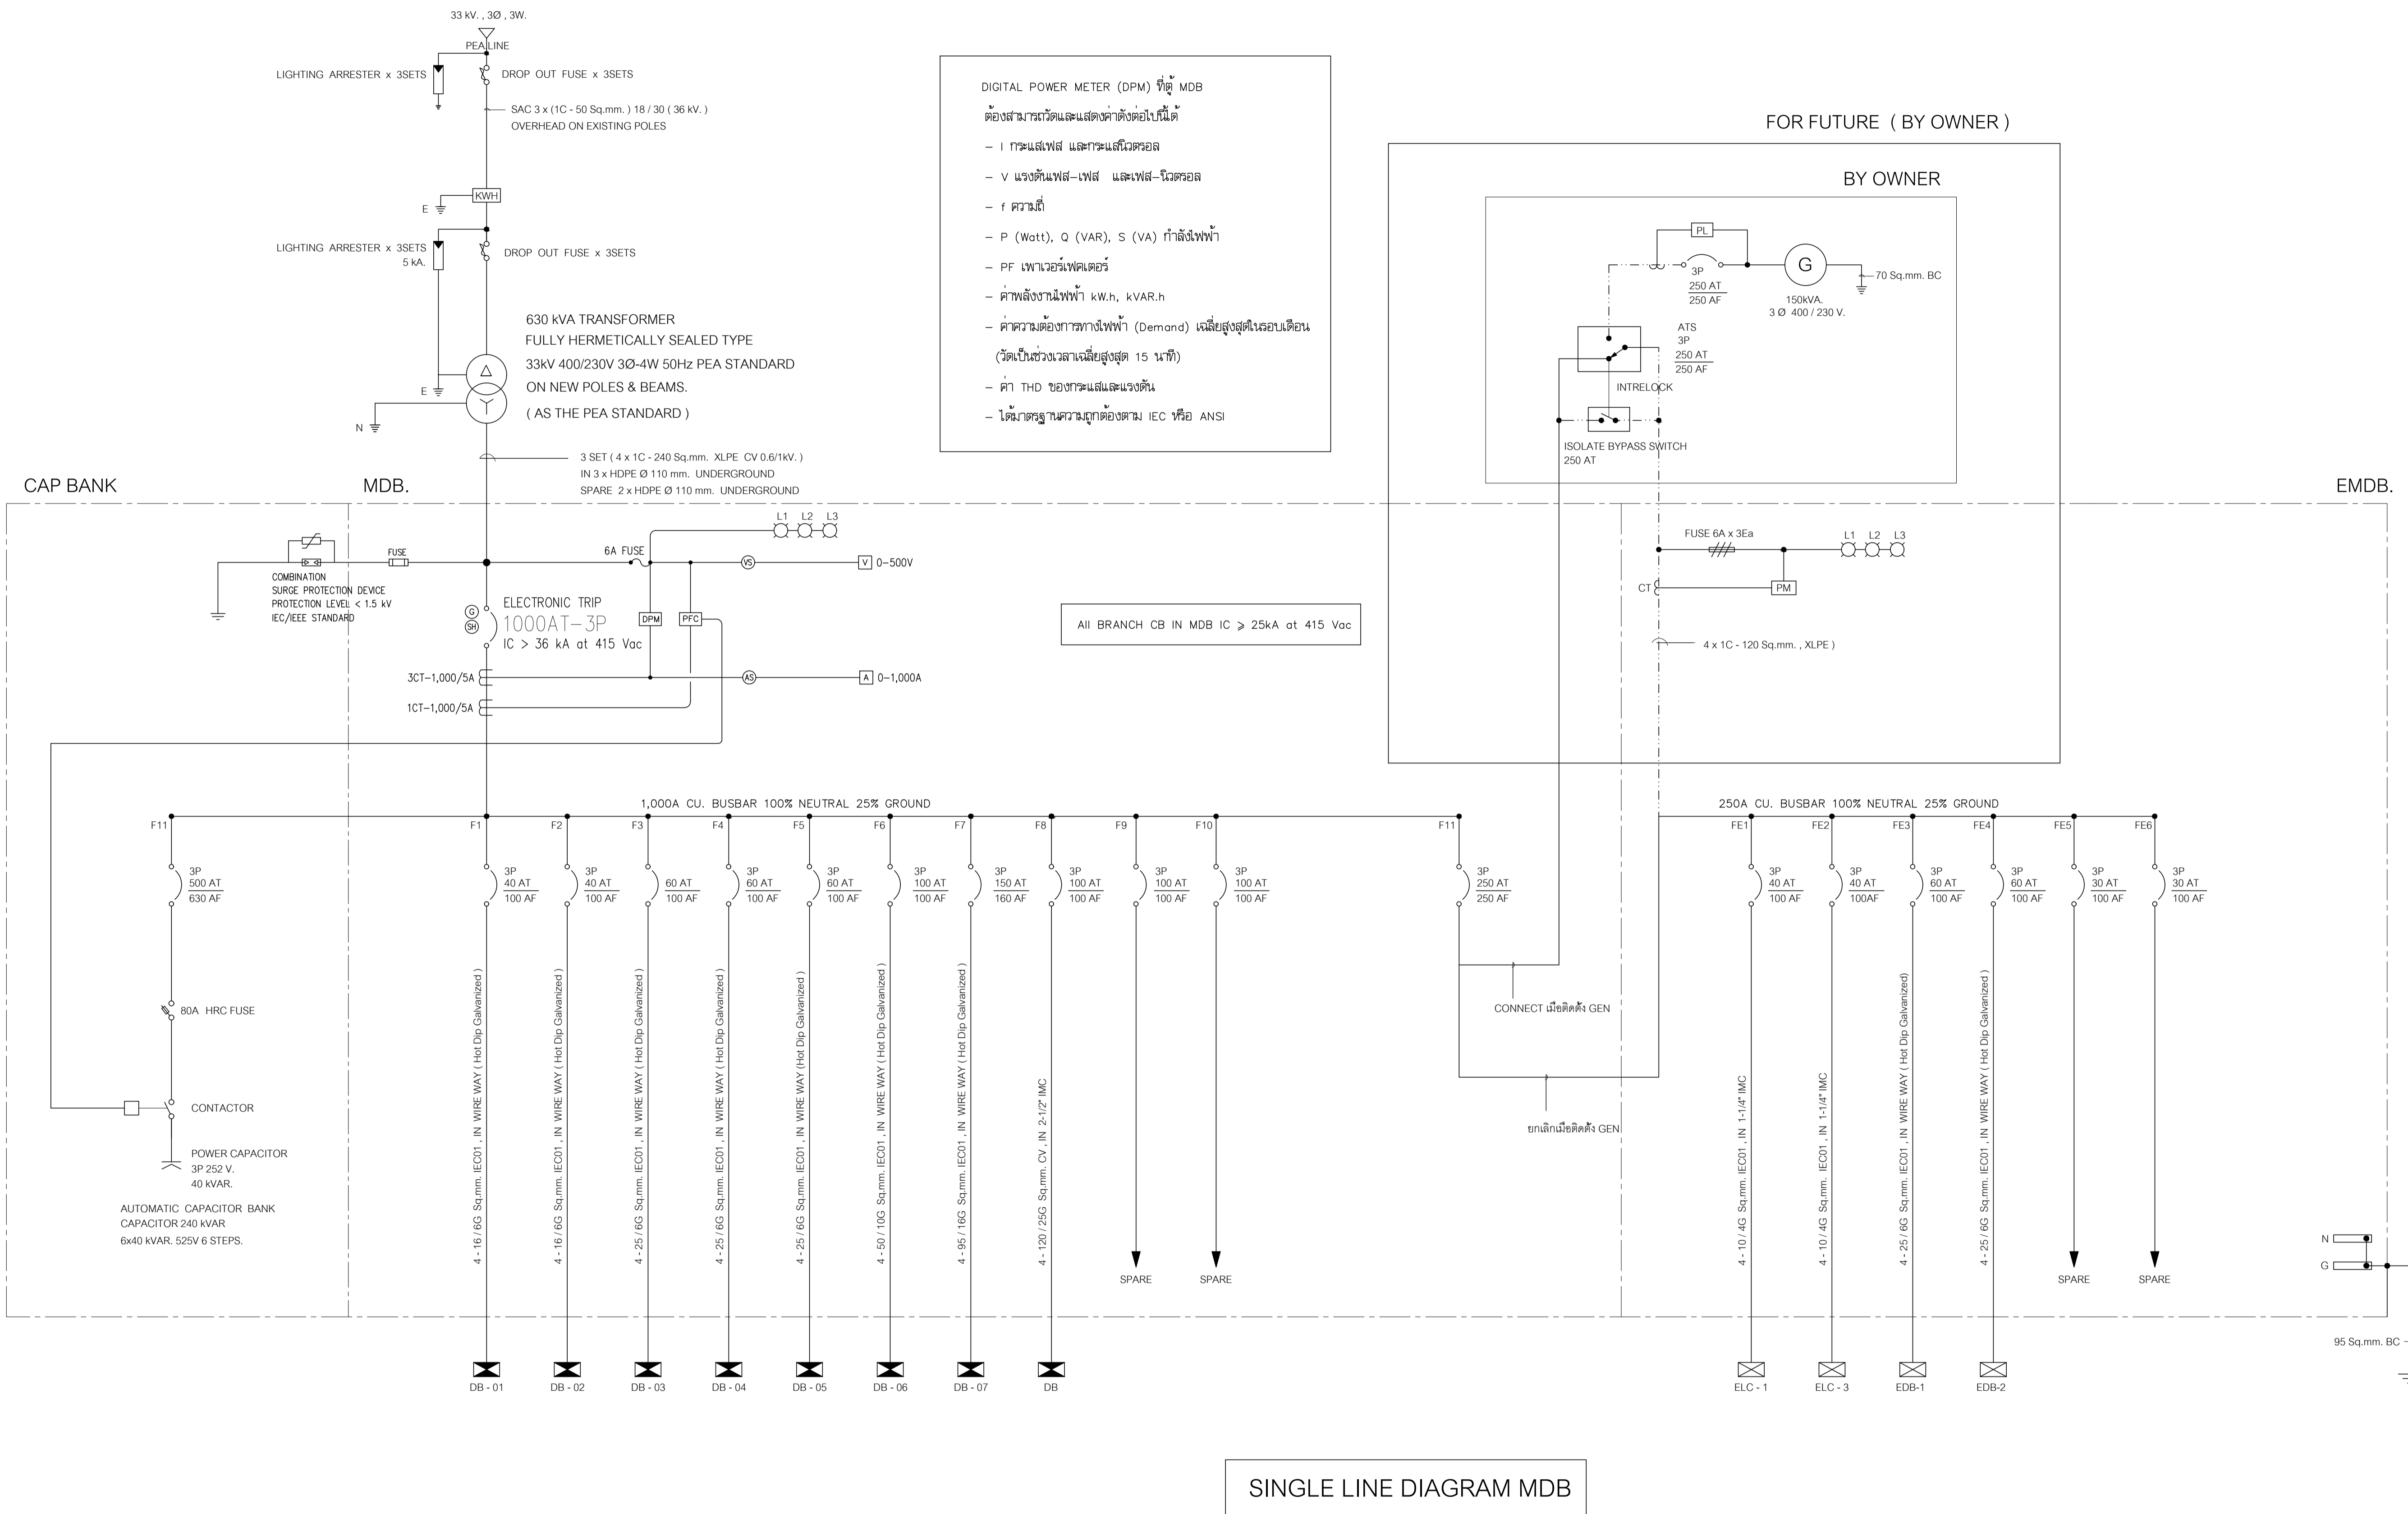 33 kV. , 3Ø , 3W.
PEA LINE
LIGHTING ARRESTER x 3SETS
DROP OUT FUSE x 3SETS
SAC 3 x (1C - 50 Sq.mm. ) 18 / 30 ( 36 kV. )
OVERHEAD ON EXISTING POLES
KWH
E
LIGHTING ARRESTER x 3SETS
5 kA.
DROP OUT FUSE x 3SETS
630 kVA TRANSFORMER
FULLY HERMETICALLY SEALED TYPE
33kV 400/230V 3Ø-4W 50Hz PEA STANDARD
ON NEW POLES & BEAMS.
( AS THE PEA STANDARD )
E
N
3 SET ( 4 x 1C - 240 Sq.mm. XLPE CV 0.6/1kV. )
IN 3 x HDPE Ø 110 mm. UNDERGROUND
SPARE 2 x HDPE Ø 110 mm. UNDERGROUND
DIGITAL POWER METER (DPM) ที่ตู้ MDB
ต้องสามารถวัดและแสดงค่าดังต่อไปนี้ได้
– I กระแสเฟส และกระแสนิวตรอล
– V แรงดันเฟส–เฟส และเฟส–นิวตรอล
– f ความถี่
– P (Watt), Q (VAR), S (VA) กำลังไฟฟ้า
– PF เพาเวอร์เฟคเตอร์
– ค่าพลังงานไฟฟ้า kW.h, kVAR.h
– ค่าความต้องการทางไฟฟ้า (Demand) เฉลี่ยสูงสุดในรอบเดือน
(วัดเป็นช่วงเวลาเฉลี่ยสูงสุด 15 นาที)
– ค่า THD ของกระแสและแรงดัน
– ได้มาตรฐานความถูกต้องตาม IEC หรือ ANSI
FOR FUTURE ( BY OWNER )
BY OWNER
PL
3P
250 AT
250 AF
G
150kVA.
3 Ø 400 / 230 V.
70 Sq.mm. BC
ATS
3P
250 AT
250 AF
INTRELOCK
ISOLATE BYPASS SWITCH
250 AT
CAP BANK
MDB.
EMDB.
COMBINATION
SURGE PROTECTION DEVICE
PROTECTION LEVEL < 1.5 kV
IEC/IEEE STANDARD
FUSE
6A FUSE
L1 L2 L3
VS
V 0–500V
G
SH
ELECTRONIC TRIP
1000AT–3P
IC > 36 kA at 415 Vac
DPM
PFC
3CT–1,000/5A
AS
A 0–1,000A
1CT–1,000/5A
All BRANCH CB IN MDB IC ⩾ 25kA at 415 Vac
FUSE 6A x 3Ea
L1 L2 L3
CT
PM
4 x 1C - 120 Sq.mm. , XLPE )
1,000A CU. BUSBAR 100% NEUTRAL 25% GROUND
250A CU. BUSBAR 100% NEUTRAL 25% GROUND
F11
3P
500 AT
630 AF
80A HRC FUSE
CONTACTOR
POWER CAPACITOR
3P 252 V.
40 kVAR.
AUTOMATIC CAPACITOR BANK
CAPACITOR 240 kVAR
6x40 kVAR. 525V 6 STEPS.
F1
3P
40 AT
100 AF
4 - 16 / 6G Sq.mm. IEC01 , IN WIRE WAY ( Hot Dip Galvanized )
DB - 01
F2
3P
40 AT
100 AF
4 - 16 / 6G Sq.mm. IEC01 , IN WIRE WAY ( Hot Dip Galvanized )
DB - 02
F3
60 AT
100 AF
4 - 25 / 6G Sq.mm. IEC01 , IN WIRE WAY ( Hot Dip Galvanized )
DB - 03
F4
3P
60 AT
100 AF
4 - 25 / 6G Sq.mm. IEC01 , IN WIRE WAY ( Hot Dip Galvanized )
DB - 04
F5
3P
60 AT
100 AF
4 - 25 / 6G Sq.mm. IEC01 , IN WIRE WAY (Hot Dip Galvanized )
DB - 05
F6
3P
100 AT
100 AF
4 - 50 / 10G Sq.mm. IEC01 , IN WIRE WAY ( Hot Dip Galvanized )
DB - 06
F7
3P
150 AT
160 AF
4 - 95 / 16G Sq.mm. IEC01 , IN WIRE WAY ( Hot Dip Galvanized )
DB - 07
F8
3P
100 AT
100 AF
4 - 120 / 25G Sq.mm. CV , IN 2-1/2" IMC
DB
F9
3P
100 AT
100 AF
SPARE
F10
3P
100 AT
100 AF
SPARE
F11
3P
250 AT
250 AF
CONNECT เมื่อติดตั้ง GEN
ยกเลิกเมื่อติดตั้ง GEN
FE1
3P
40 AT
100 AF
4 - 10 / 4G Sq.mm. IEC01 , IN 1-1/4" IMC
ELC - 1
FE2
3P
40 AT
100AF
4 - 10 / 4G Sq.mm. IEC01 , IN 1-1/4" IMC
ELC - 3
FE3
3P
60 AT
100 AF
4 - 25 / 6G Sq.mm. IEC01 , IN WIRE WAY ( Hot Dip Galvanized)
EDB-1
FE4
3P
60 AT
100 AF
4 - 25 / 6G Sq.mm. IEC01 , IN WIRE WAY ( Hot Dip Galvanized )
EDB-2
FE5
3P
30 AT
100 AF
SPARE
FE6
3P
30 AT
100 AF
SPARE
N
G
95 Sq.mm. BC
SINGLE LINE DIAGRAM MDB